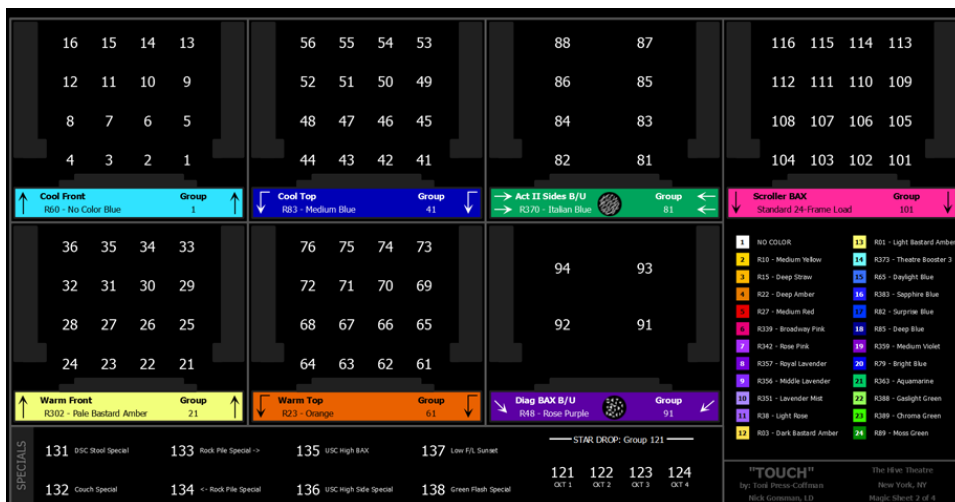 16 15 14 13
12 11 10 9
8 7 6 5
4 3 2 1
Cool Front Group
R60 - No Color Blue 1
56 55 54 53
52 51 50 49
48 47 46 45
44 43 42 41
Cool Top Group
R83 - Medium Blue 41
88 87
86 85
84 83
82 81
Act II Sides B/U Group
R370 - Italian Blue 81
116 115 114 113
112 111 110 109
108 107 106 105
104 103 102 101
Scroller BAX Group
Standard 24-Frame Load 101
36 35 34 33
32 31 30 29
28 27 26 25
24 23 22 21
Warm Front Group
R302 - Pale Bastard Amber 21
76 75 74 73
72 71 70 69
68 67 66 65
64 63 62 61
Warm Top Group
R23 - Orange 61
94 93
92 91
Diag BAX B/U Group
R48 - Rose Purple 91
1 NO COLOR
2 R10 - Medium Yellow
3 R15 - Deep Straw
4 R22 - Deep Amber
5 R27 - Medium Red
6 R339 - Broadway Pink
7 R342 - Rose Pink
8 R357 - Royal Lavender
9 R356 - Middle Lavender
10 R351 - Lavender Mist
11 R38 - Light Rose
12 R03 - Dark Bastard Amber
13 R01 - Light Bastard Amber
14 R373 - Theatre Booster 3
15 R65 - Daylight Blue
16 R383 - Sapphire Blue
17 R82 - Surprise Blue
18 R85 - Deep Blue
19 R359 - Medium Violet
20 R79 - Bright Blue
21 R363 - Aquamarine
22 R388 - Gaslight Green
23 R389 - Chroma Green
24 R89 - Moss Green
SPECIALS
131 DSC Stool Special
133 Rock Pile Special ->
135 USC High BAX
137 Low F/L Sunset
132 Couch Special
134 <- Rock Pile Special
136 USC High Side Special
138 Green Flash Special
STAR DROP: Group 121
121 122 123 124
CKT 1 CKT 2 CKT 3 CKT 4
"TOUCH"
by: Toni Press-Coffman
Nick Gonsman, LD
The Hive Theatre
New York, NY
Magic Sheet 2 of 4